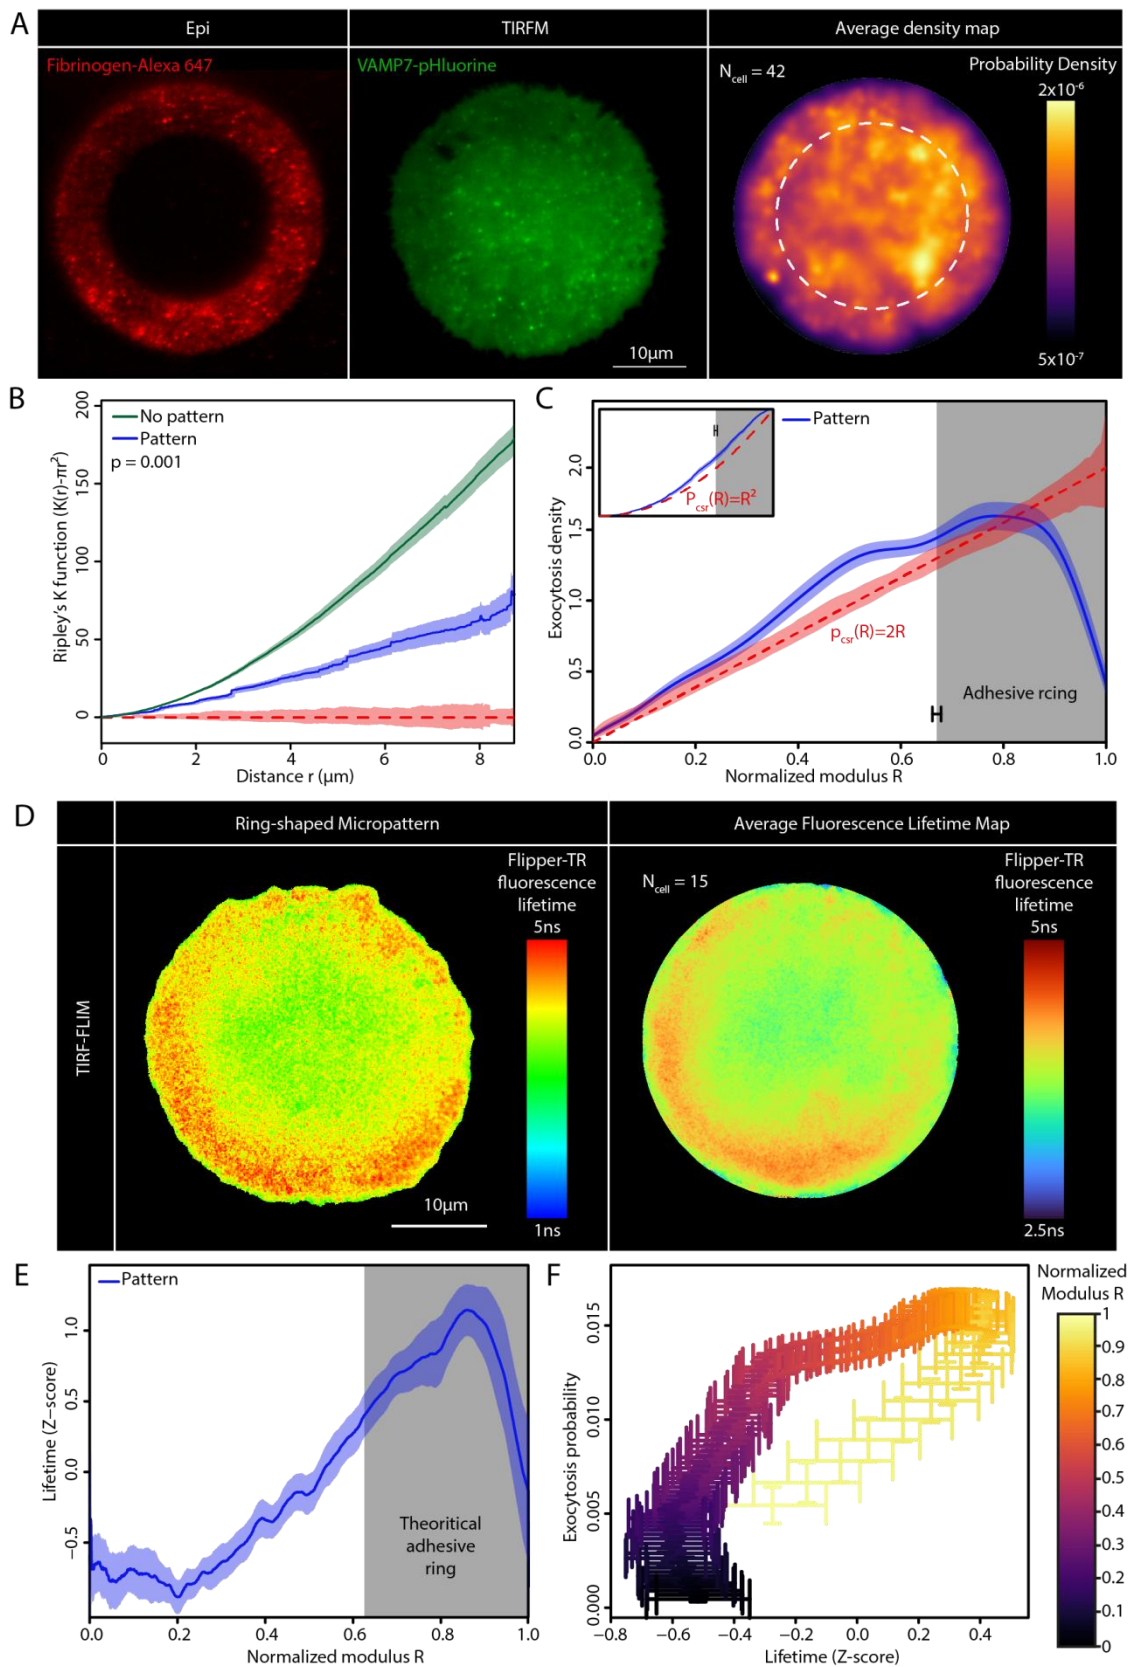 A
Epi
TIRFM
Average density map
Fibrinogen-Alexa 647
VAMP7-pHluorine
N_cell = 42
Probability Density
2x10⁻⁶
10µm
5x10⁻⁷
B
No pattern
Pattern
p = 0.001
Ripley's K function (K(r)-πr²)
200
150
100
50
0
0 2 4 6 8
Distance r (µm)
C
Pattern
P_csr(R)=R²
p_csr(R)=2R
Adhesive rcing
Exocytosis density
2.0
1.5
1.0
0.5
0.0
0.0 0.2 0.4 0.6 0.8 1.0
Normalized modulus R
D
Ring-shaped Micropattern
Average Fluorescence Lifetime Map
TIRF-FLIM
Flipper-TR
fluorescence
lifetime
5ns
1ns
10µm
N_cell = 15
Flipper-TR
fluorescence
lifetime
5ns
2.5ns
E
Pattern
Lifetime (Z−score)
1.0
0.5
0.0
−0.5
Theoritical
adhesive
ring
0.0 0.2 0.4 0.6 0.8 1.0
Normalized modulus R
F
Exocytosis probability
0.015
0.010
0.005
0.000
−0.8 −0.6 −0.4 −0.2 0.0 0.2 0.4
Lifetime (Z-score)
Normalized
Modulus R
1
0.9
0.8
0.7
0.6
0.5
0.4
0.3
0.2
0.1
0